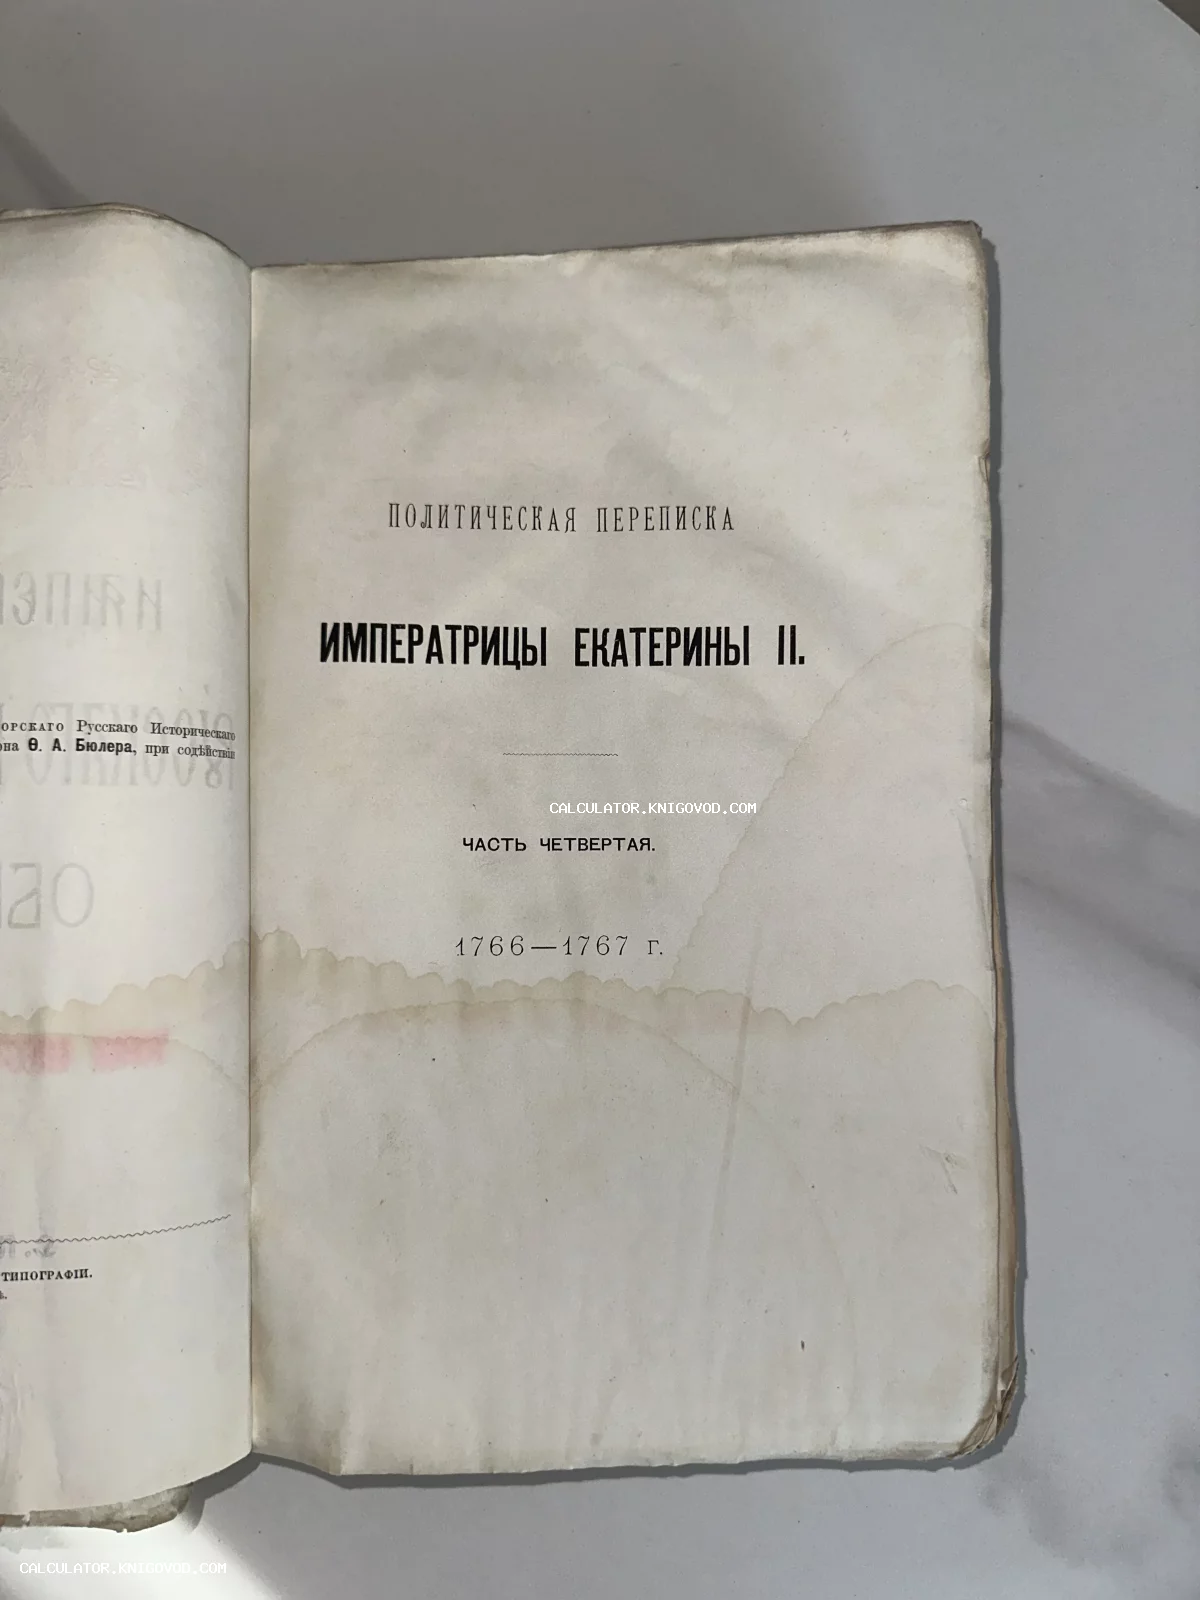 орскаго Русскаго Историческаго
она Ѳ. А. Бюлера, при содѣйствіи
типографіи.
ПОЛИТИЧЕСКАЯ ПЕРЕПИСКА
ИМПЕРАТРИЦЫ ЕКАТЕРИНЫ II.
CALCULATOR.KNIGOVOD.COM
ЧАСТЬ ЧЕТВЕРТАЯ.
1766—1767 г.
CALCULATOR.KNIGOVOD.COM